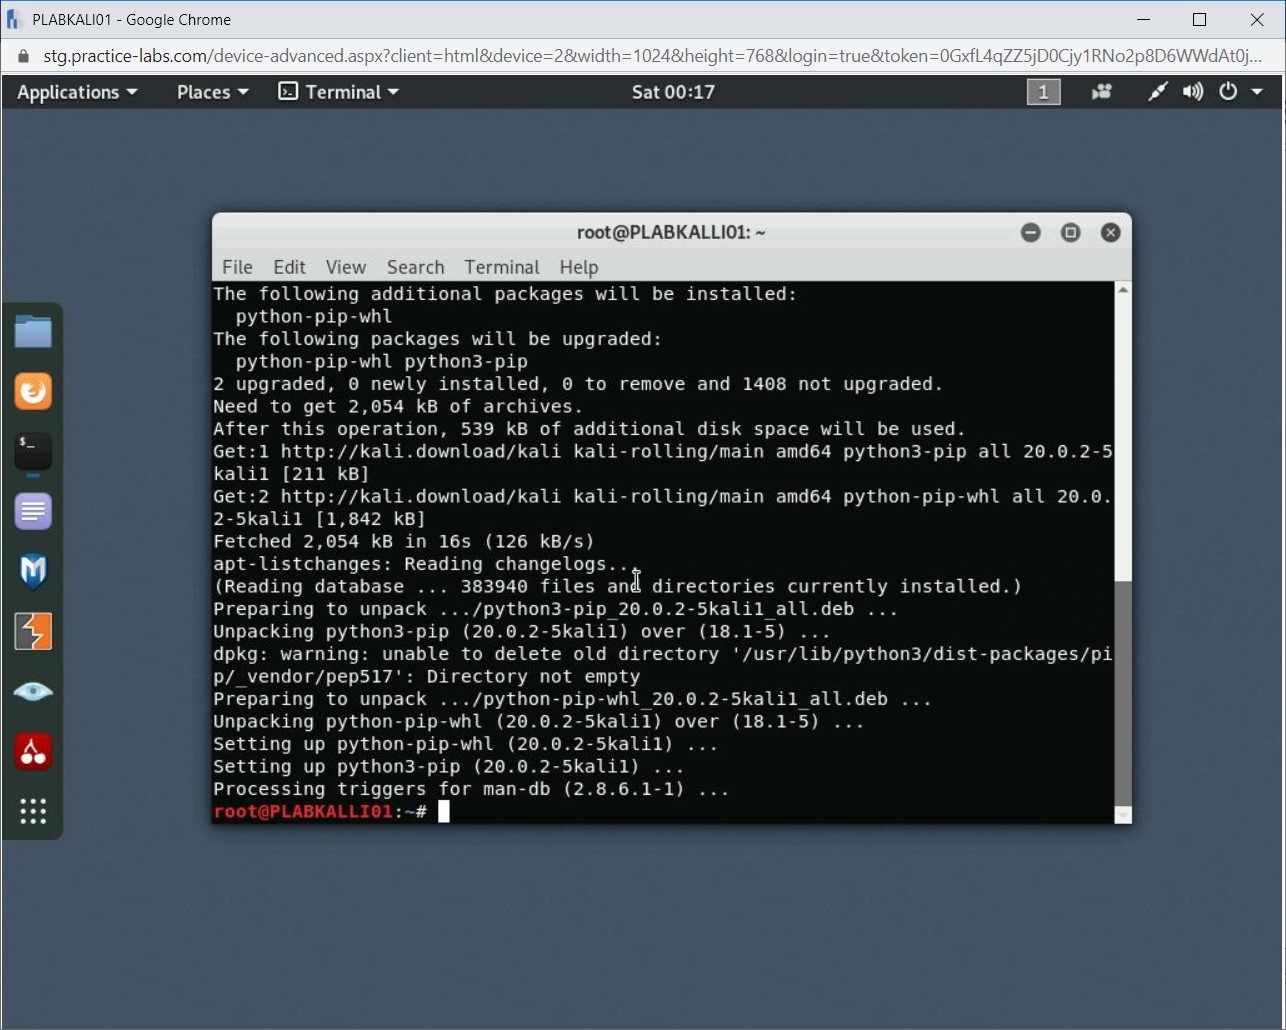 PLABKALI01 - Google Chrome
stg.practice-labs.com/device-advanced.aspx?client=html&device=2&width=1024&height=768&login=true&token=0GxfL4qZZ5jD0Cjy1RNo2p8D6WWdAt0j...
Applications Places Terminal Sat 00:17 1
root@PLABKALLI01: ~
File Edit View Search Terminal Help
The following additional packages will be installed:
  python-pip-whl
The following packages will be upgraded:
  python-pip-whl python3-pip
2 upgraded, 0 newly installed, 0 to remove and 1408 not upgraded.
Need to get 2,054 kB of archives.
After this operation, 539 kB of additional disk space will be used.
Get:1 http://kali.download/kali kali-rolling/main amd64 python3-pip all 20.0.2-5
kali1 [211 kB]
Get:2 http://kali.download/kali kali-rolling/main amd64 python-pip-whl all 20.0.
2-5kali1 [1,842 kB]
Fetched 2,054 kB in 16s (126 kB/s)
apt-listchanges: Reading changelogs...
(Reading database ... 383940 files and directories currently installed.)
Preparing to unpack .../python3-pip_20.0.2-5kali1_all.deb ...
Unpacking python3-pip (20.0.2-5kali1) over (18.1-5) ...
dpkg: warning: unable to delete old directory '/usr/lib/python3/dist-packages/pi
p/_vendor/pep517': Directory not empty
Preparing to unpack .../python-pip-whl_20.0.2-5kali1_all.deb ...
Unpacking python-pip-whl (20.0.2-5kali1) over (18.1-5) ...
Setting up python-pip-whl (20.0.2-5kali1) ...
Setting up python3-pip (20.0.2-5kali1) ...
Processing triggers for man-db (2.8.6.1-1) ...
root@PLABKALLI01:~#